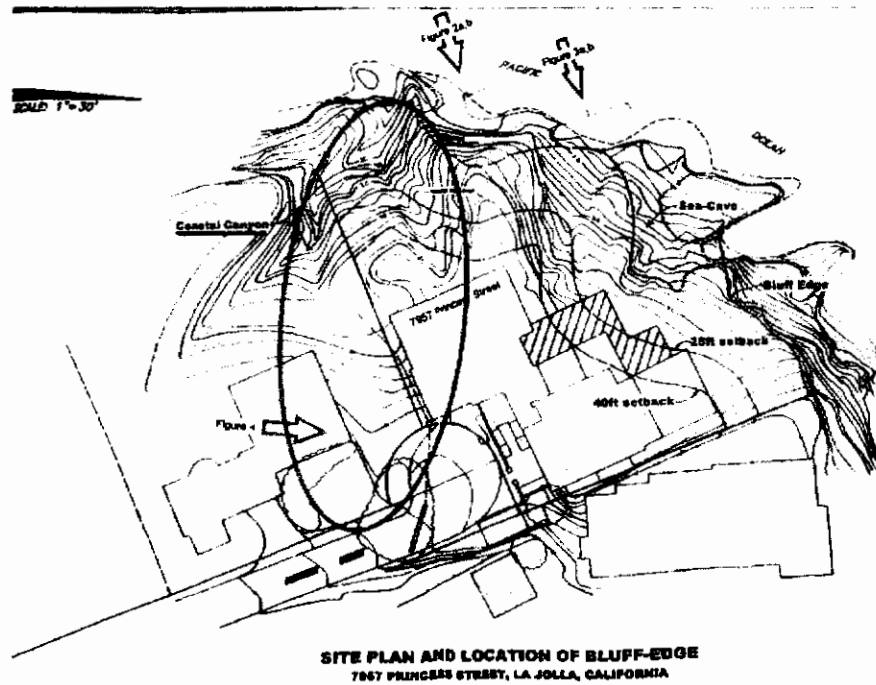 Figure 2a,b
Figure 3a,b
PACIFIC
OCEAN
SCALE: 1"=30'
Sea-Cave
Coastal Canyon
Bluff Edge
7957 Princess Street
25ft setback
40ft setback
Figure 4
SITE PLAN AND LOCATION OF BLUFF-EDGE
7957 PRINCESS STREET, LA JOLLA, CALIFORNIA